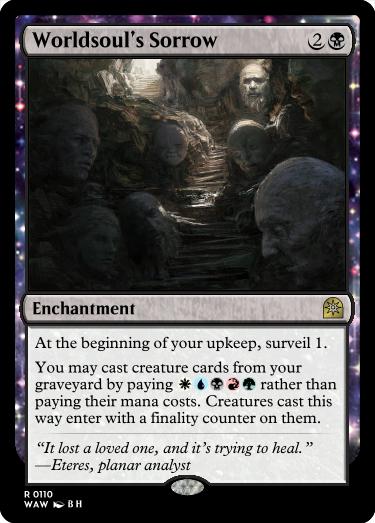 Worldsoul's Sorrow 2
Enchantment
At the beginning of your upkeep, surveil 1.
You may cast creature cards from your
graveyard by paying rather than
paying their mana costs. Creatures cast this
way enter with a finality counter on them.
“It lost a loved one, and it's trying to heal.”
—Eteres, planar analyst
R 0110
WAW B H